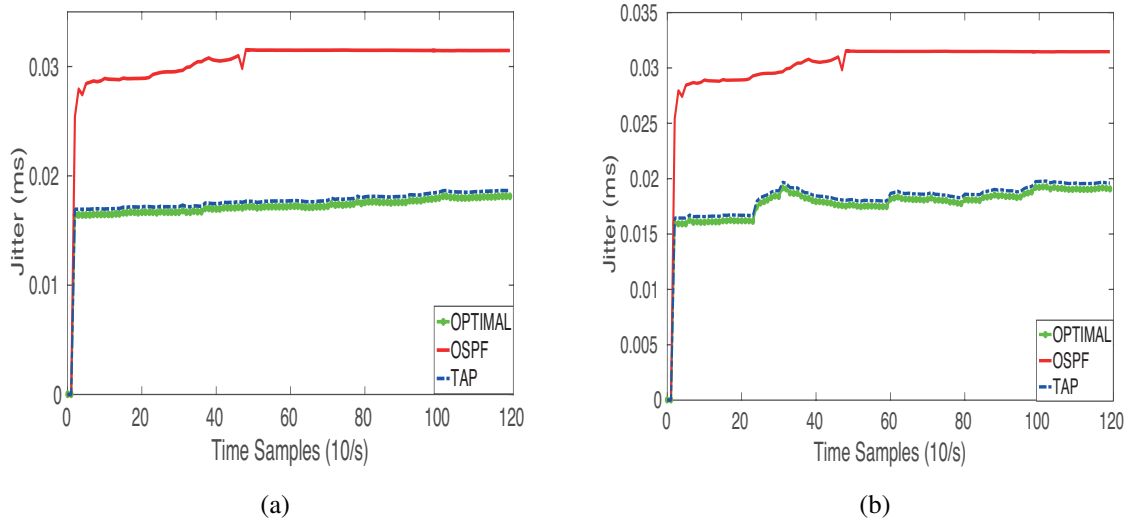 0.03
0.02
0.01
0
Jitter (ms)
0 20 40 60 80 100 120
Time Samples (10/s)
OPTIMAL
OSPF
TAP
(a)
0.035
0.03
0.025
0.02
0.015
0.01
0.005
0
Jitter (ms)
0 20 40 60 80 100 120
Time Samples (10/s)
OPTIMAL
OSPF
TAP
(b)